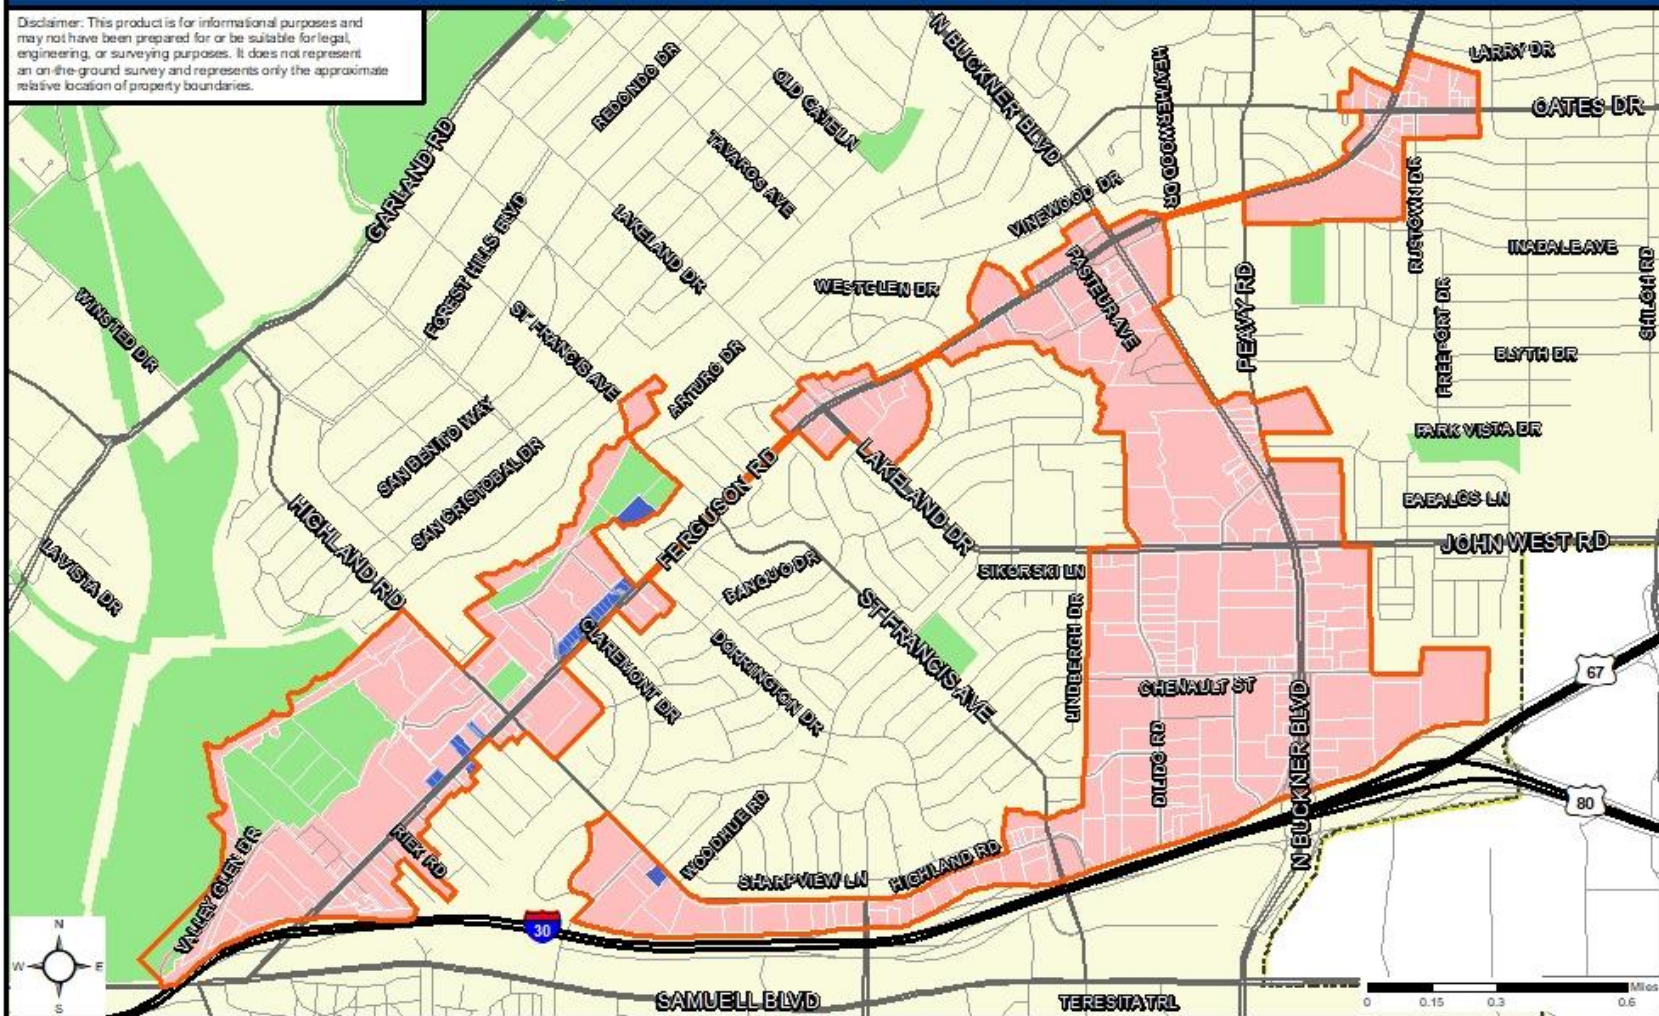 Disclaimer: This product is for informational purposes and
may not have been prepared for or be suitable for legal,
engineering, or surveying purposes. It does not represent
an on-the-ground survey and represents only the approximate
relative location of property boundaries.
N BUCKNER BLVD
HEATHERWOOD DR
LARRY DR
OATES DR
REDONDO DR
OLD GATE LN
TAVAROS AVE
GARLAND RD
VINEWOOD DR
RUSTOWN DR
INADALE AVE
SHILOH RD
LAKELAND DR
FOREST HILLS BLVD
WESTGLEN DR
PASTEUR AVE
PEAVY RD
FREEPORT DR
WINSTED DR
ST FRANCIS AVE
ARTURO DR
BLYTH DR
SAN BENITO WAY
SAN CRISTOBAL DR
PARK VISTA DR
FERGUSON RD
LAKELAND DR
BABALOS LN
HIGHLAND RD
JOHN WEST RD
LA VISTA DR
SIKORSKI LN
BANQUO DR
ST FRANCIS AVE
LINDBERGH DR
CLAREMONT DR
DORRINGTON DR
CHENAULT ST
67
DILIDO RD
N BUCKNER BLVD
80
RIEK RD
WOODHUE RD
VALLEY GLEN DR
SHARPVIEW LN
HIGHLAND RD
30
N
W
E
S
SAMUELL BLVD
TERESITA TRL
Miles
0 0.15 0.3 0.6